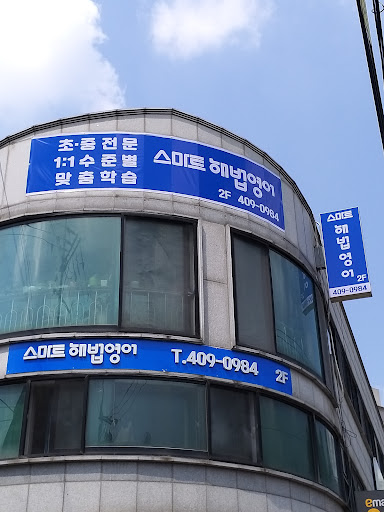 초·중전문
1:1수준별
맞춤학습
스마트 해법영어
2F 409-0984
스마트 해법영어 2F
409-0984
스마트 해법영어 T.409-0984 2F
ema